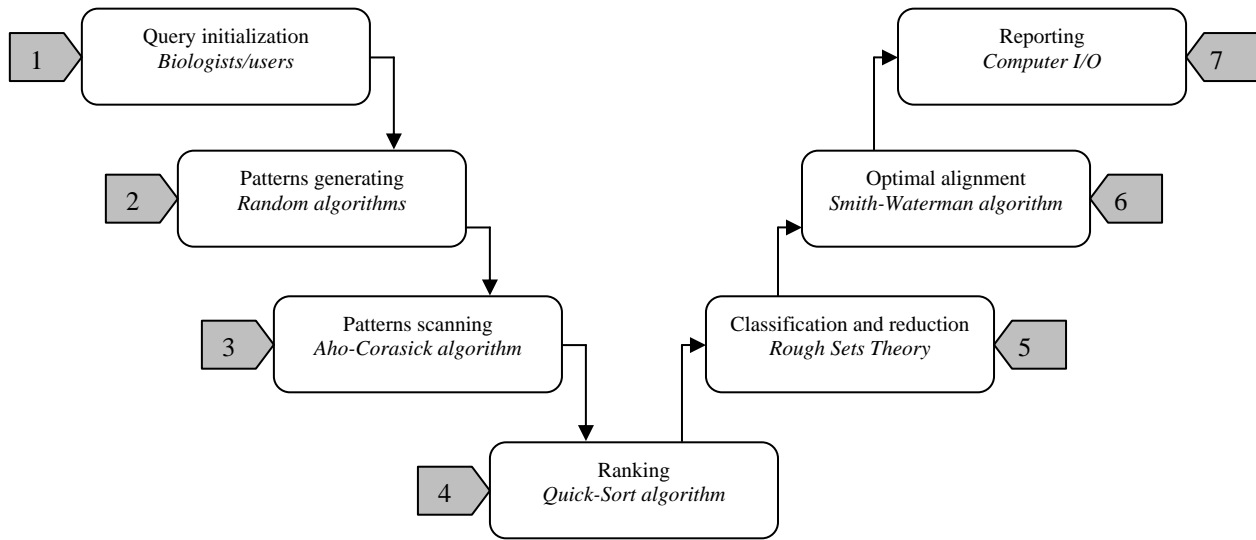 1
Query initialization
Biologists/users
2
Patterns generating
Random algorithms
3
Patterns scanning
Aho-Corasick algorithm
4
Ranking
Quick-Sort algorithm
Classification and reduction
Rough Sets Theory
5
Optimal alignment
Smith-Waterman algorithm
6
Reporting
Computer I/O
7